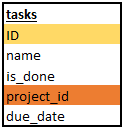 tasks
ID
name
is_done
project_id
due_date